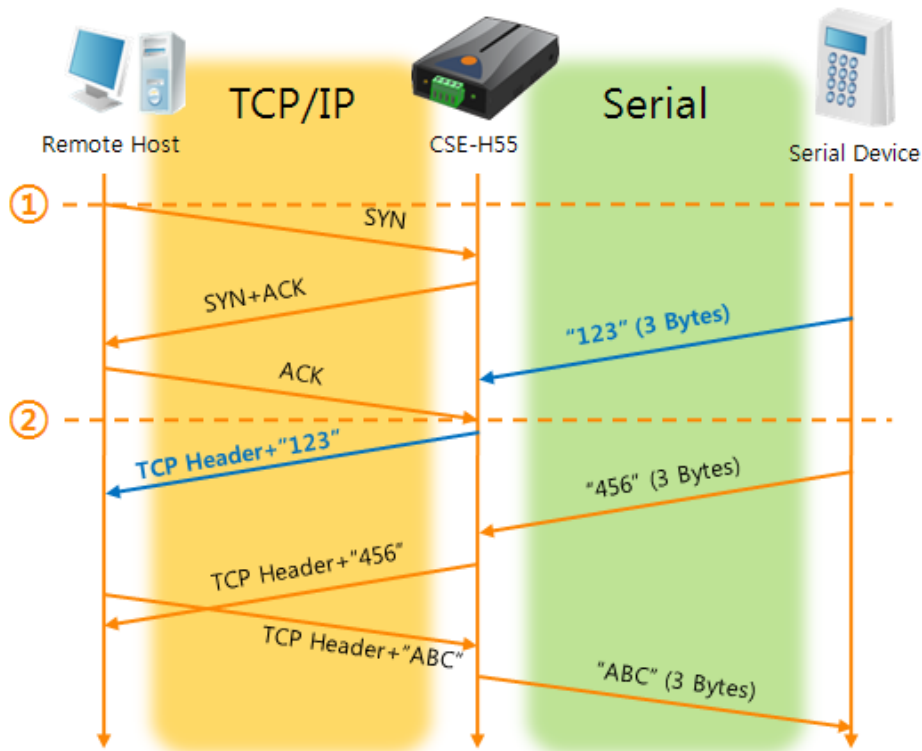 TCP/IP
Serial
Remote Host
CSE-H55
Serial Device
①
SYN
SYN+ACK
“123” (3 Bytes)
ACK
②
TCP Header+“123”
“456” (3 Bytes)
TCP Header+“456”
TCP Header+“ABC”
“ABC” (3 Bytes)